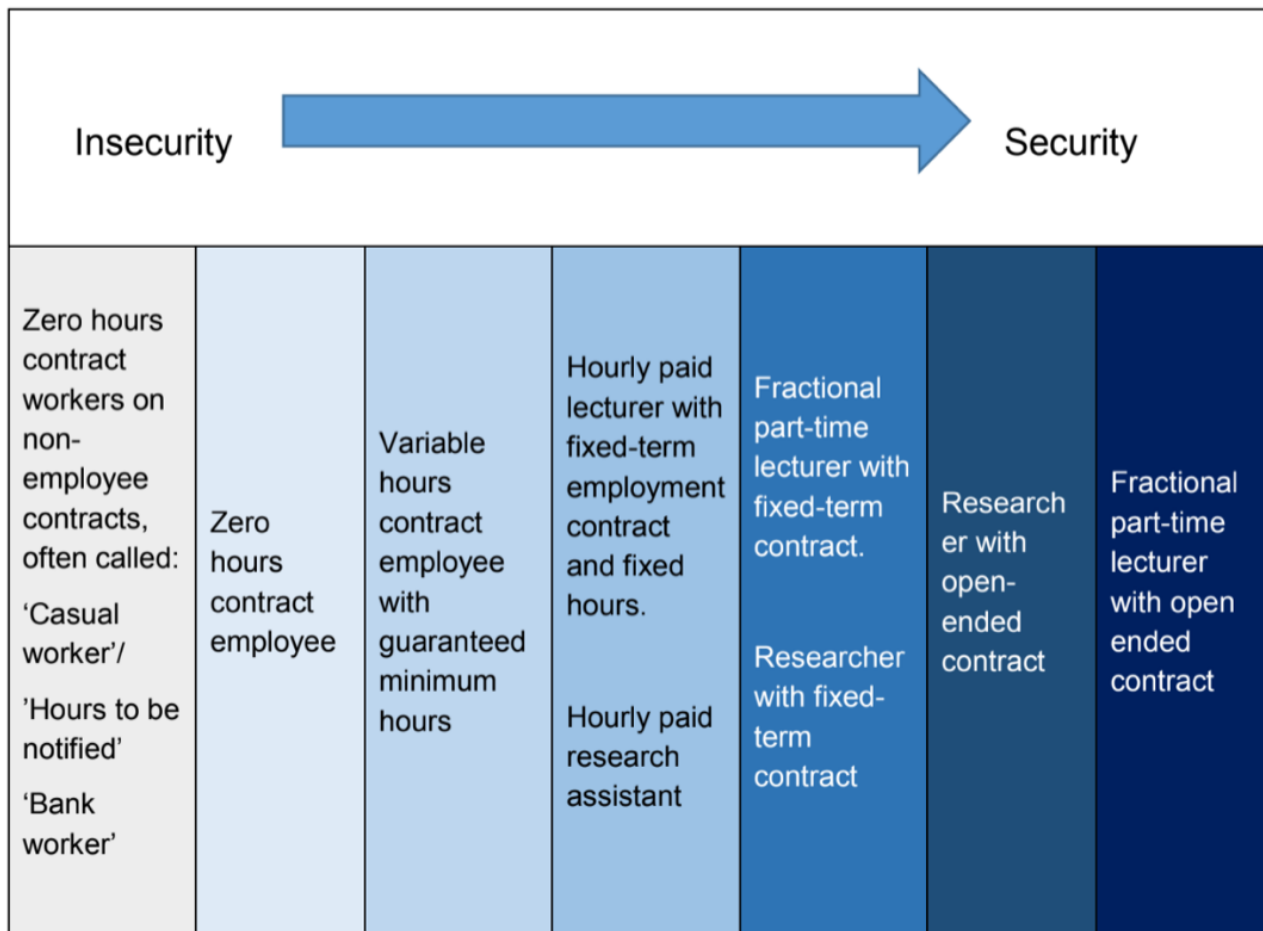 Insecurity
Security
Zero hours
contract
workers on
non-
employee
contracts,
often called:
‘Casual
worker’/
’Hours to be
notified’
‘Bank
worker’
Zero
hours
contract
employee
Variable
hours
contract
employee
with
guaranteed
minimum
hours
Hourly paid
lecturer with
fixed-term
employment
contract
and fixed
hours.
Hourly paid
research
assistant
Fractional
part-time
lecturer with
fixed-term
contract.
Researcher
with fixed-
term
contract
Research
er with
open-
ended
contract
Fractional
part-time
lecturer
with open
ended
contract